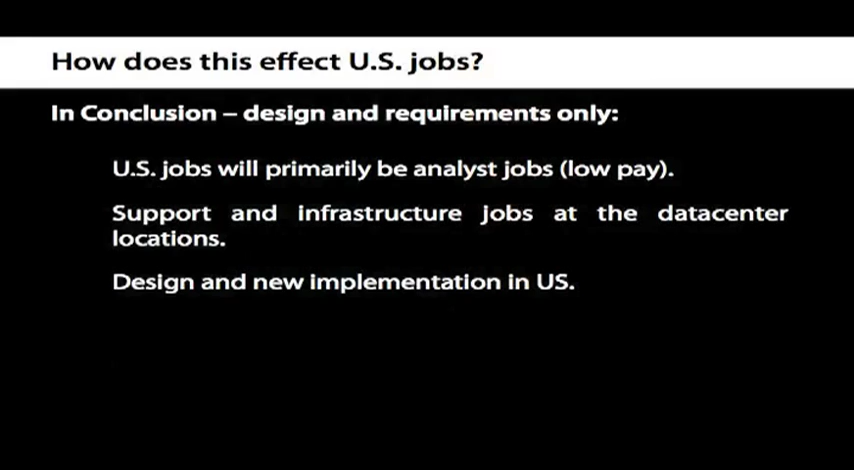 How does this effect U.S. jobs?
In Conclusion – design and requirements only:
U.S. jobs will primarily be analyst jobs (low pay).
Support and infrastructure jobs at the datacenter
locations.
Design and new implementation in US.